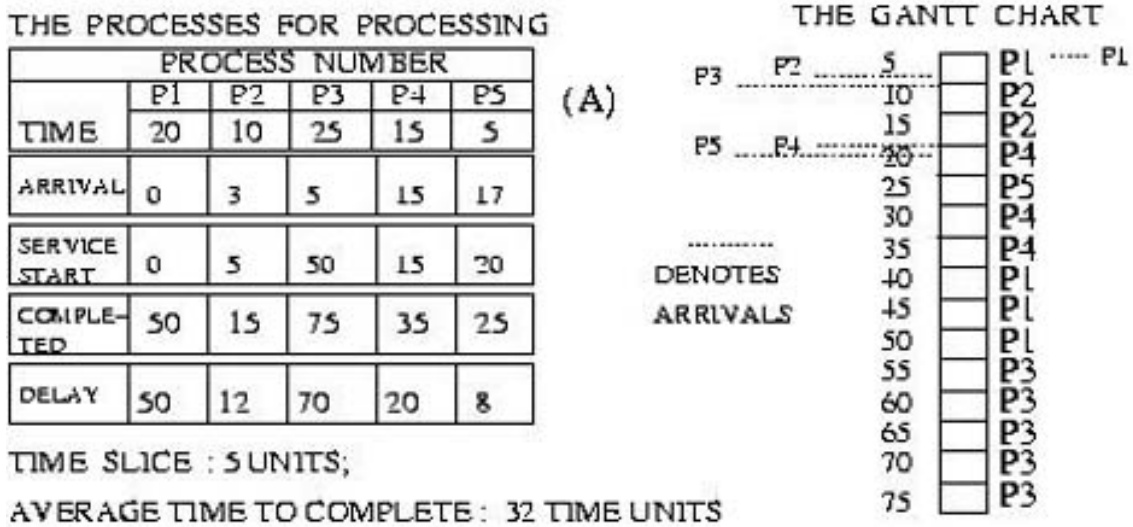 THE PROCESSES FOR PROCESSING
PROCESS NUMBER
P1 P2 P3 P4 P5
TIME 20 10 25 15 5
ARRIVAL 0 3 5 15 17
SERVICE
START 0 5 50 15 20
COMPLE-
TED 50 15 75 35 25
DELAY 50 12 70 20 8
TIME SLICE : 5 UNITS;
AVERAGE TIME TO COMPLETE : 32 TIME UNITS
(A)
THE GANTT CHART
P3 P2 5 P1 P1
10 P2
15 P2
P5 P4 20 P4
25 P5
30 P4
35 P4
40 P1
45 P1
50 P1
55 P3
60 P3
65 P3
70 P3
75 P3
DENOTES
ARRIVALS